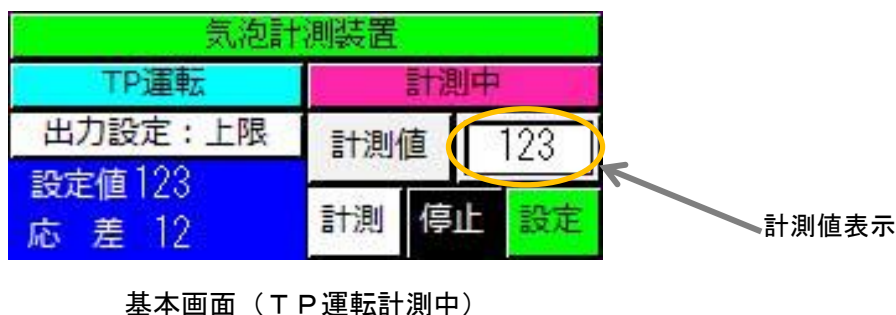 気泡計測装置
TP運転
計測中
出力設定：上限
計測値
123
設定値123
応　差　12
計測
停止
設定
計測値表示
基本画面（ＴＰ運転計測中）